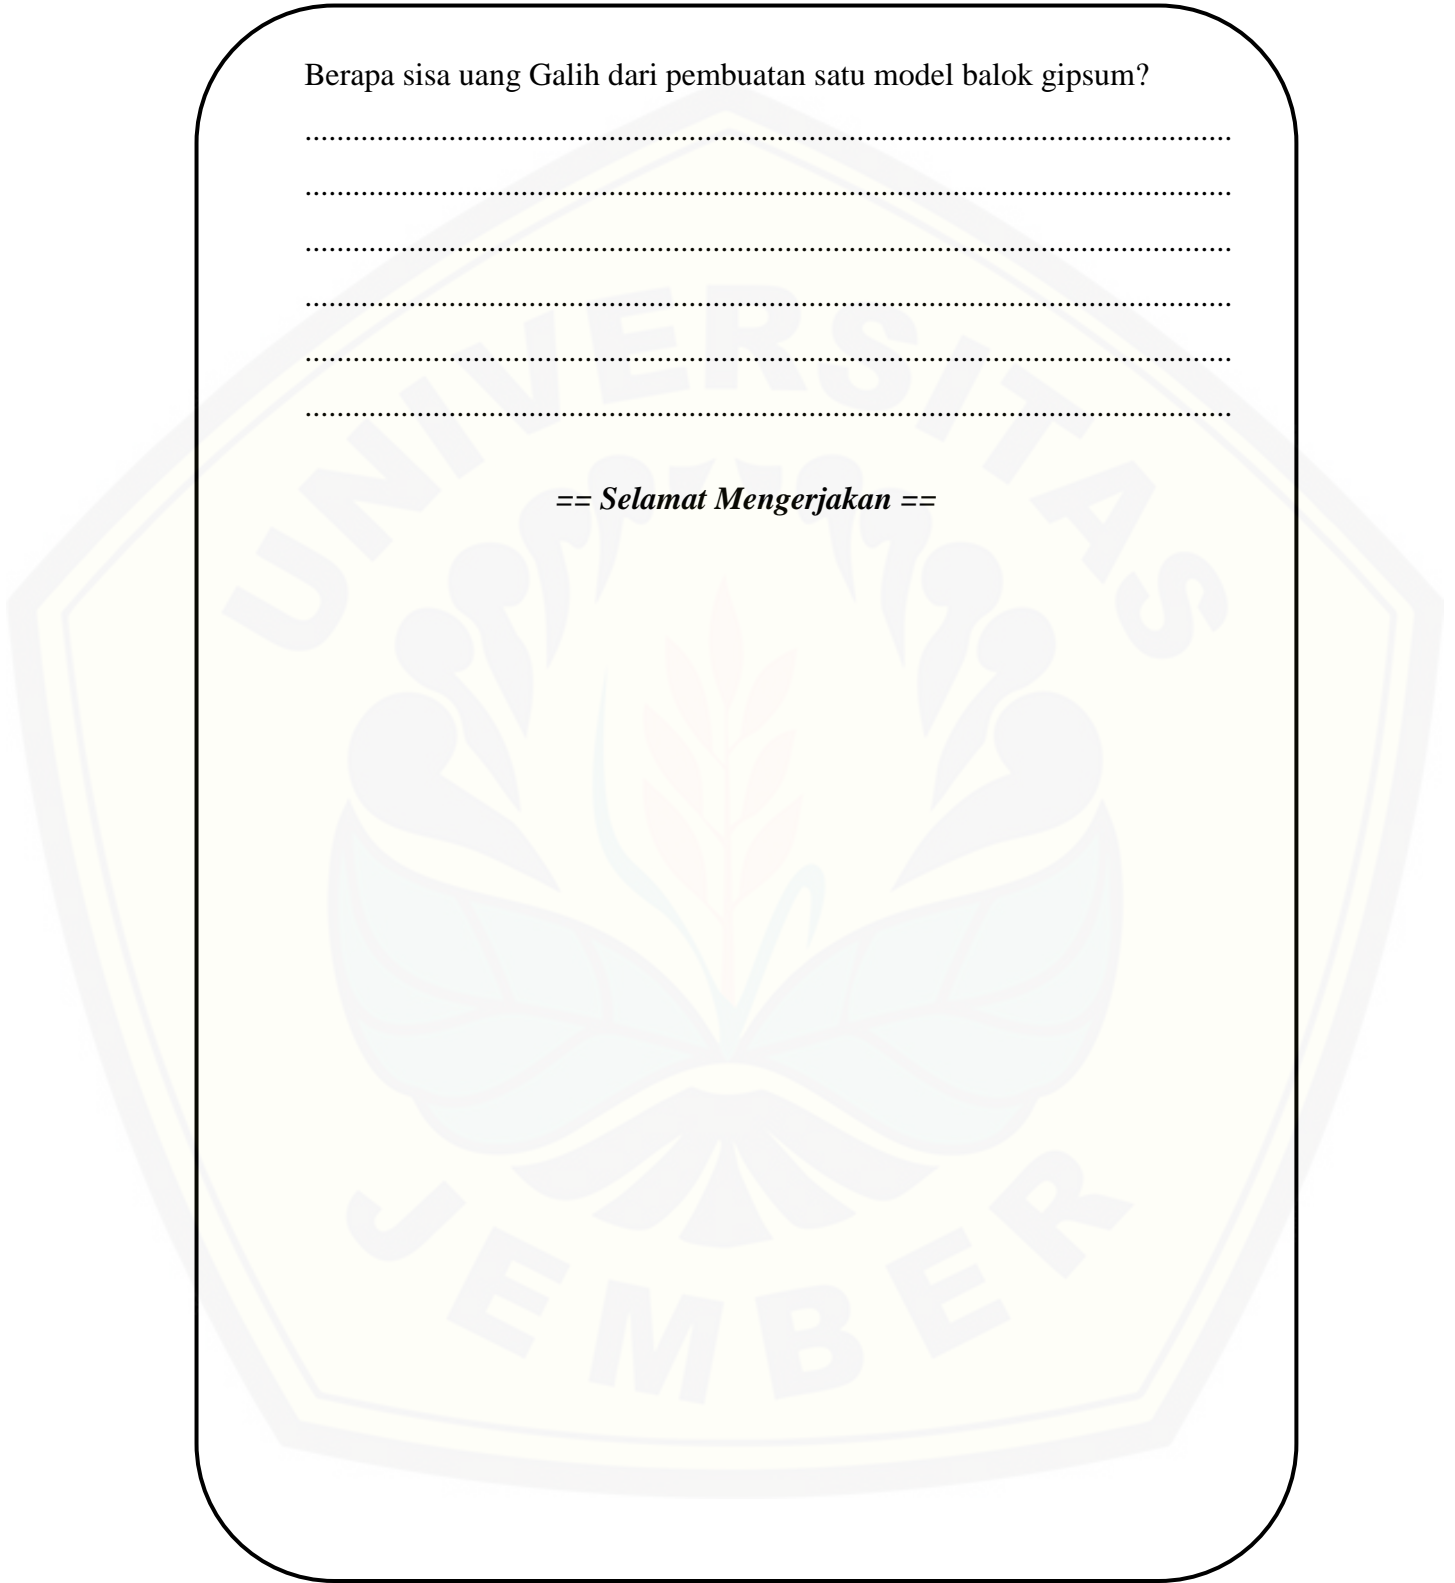 Berapa sisa uang Galih dari pembuatan satu model balok gipsum?
....................................................................................................................
....................................................................................................................
....................................................................................................................
....................................................................................................................
....................................................................................................................
....................................................................................................................
== Selamat Mengerjakan ==
UNIVERSITAS
JEMBER